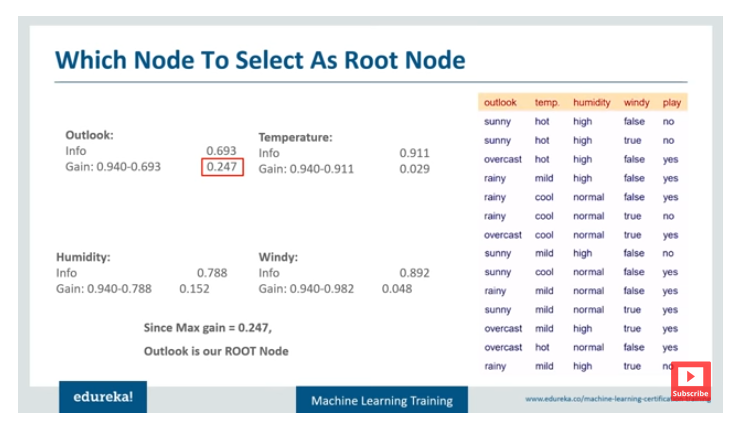 Which Node To Select As Root Node
Outlook:
Info 0.693
Gain: 0.940-0.693 0.247
Temperature:
Info 0.911
Gain: 0.940-0.911 0.029
Humidity:
Info 0.788
Gain: 0.940-0.788 0.152
Windy:
Info 0.892
Gain: 0.940-0.982 0.048
Since Max gain = 0.247,
Outlook is our ROOT Node
outlook temp. humidity windy play
sunny hot high false no
sunny hot high true no
overcast hot high false yes
rainy mild high false yes
rainy cool normal false yes
rainy cool normal true no
overcast cool normal true yes
sunny mild high false no
sunny cool normal false yes
rainy mild normal false yes
sunny mild normal true yes
overcast mild high true yes
overcast hot normal false yes
rainy mild high true no
edureka!
Machine Learning Training
www.edureka.co/machine-learning-certification-training
Subscribe